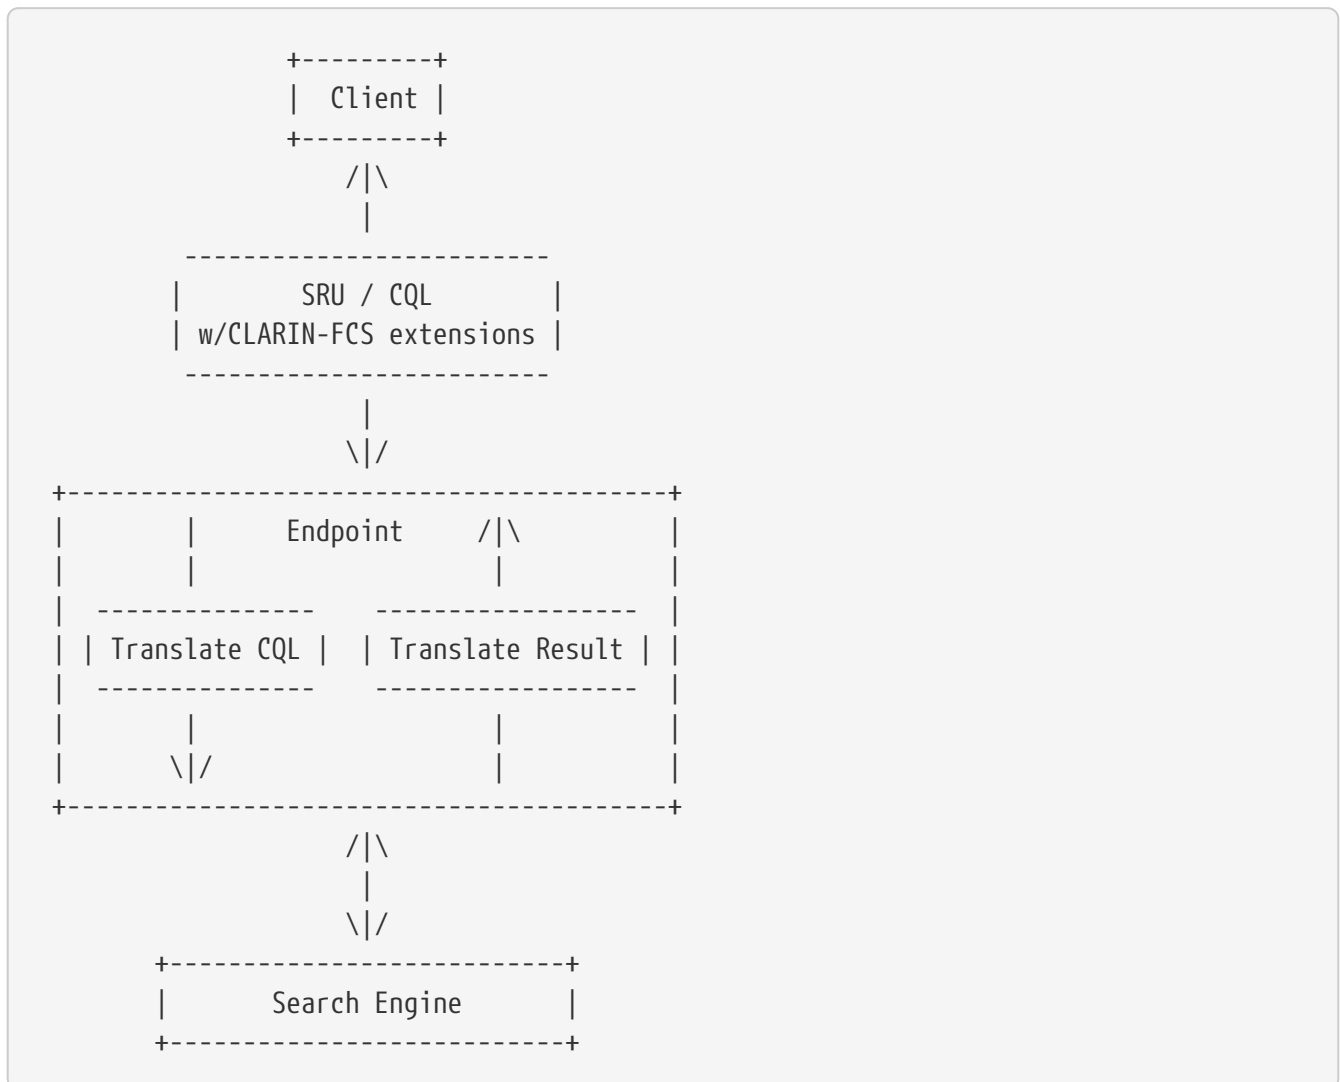 +---------+
|  Client |
+---------+
/|\
|
-------------------------
|        SRU / CQL        |
| w/CLARIN-FCS extensions |
-------------------------
|
\|/
+-----------------------------------------+
|        |      Endpoint     /|\          |
|        |                    |           |
|  ---------------    ------------------  |
| | Translate CQL |  | Translate Result | |
|  ---------------    ------------------  |
|        |                    |           |
|       \|/                   |           |
+-----------------------------------------+
/|\
|
\|/
+---------------------------+
|       Search Engine       |
+---------------------------+